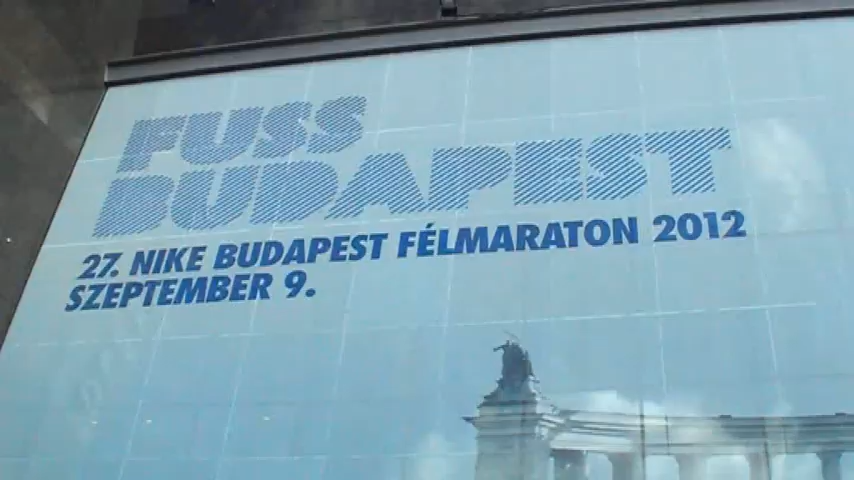 FUSS
BUDAPEST
27. NIKE BUDAPEST FÉLMARATON 2012
SZEPTEMBER 9.